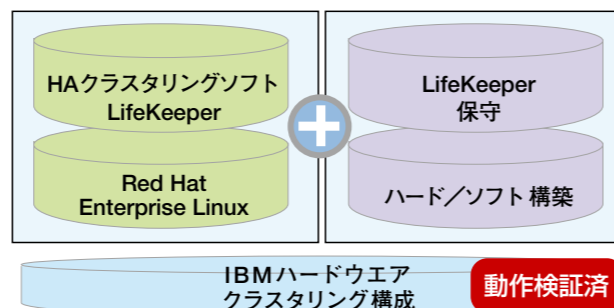 HAクラスタリングソフト
LifeKeeper
Red Hat
Enterprise Linux
LifeKeeper
保守
ハード／ソフト 構築
IBMハードウエア
クラスタリング 構成
動作検証済